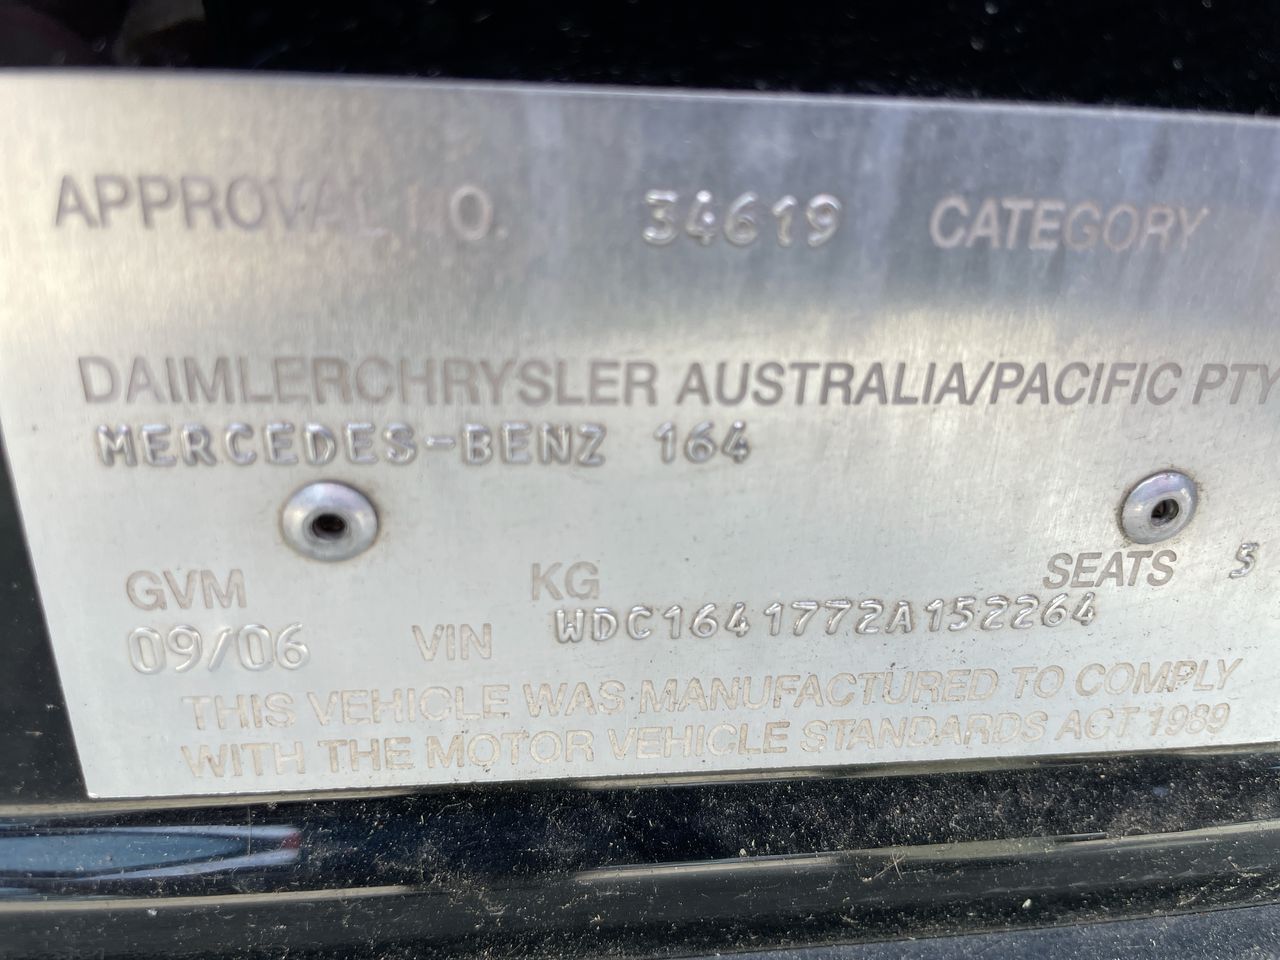 APPROVAL NO. 34619 CATEGORY
DAIMLERCHRYSLER AUSTRALIA/PACIFIC PTY
MERCEDES-BENZ 164
GVM KG SEATS 5
09/06 VIN WDC1641772A152264
THIS VEHICLE WAS MANUFACTURED TO COMPLY
WITH THE MOTOR VEHICLE STANDARDS ACT 1989